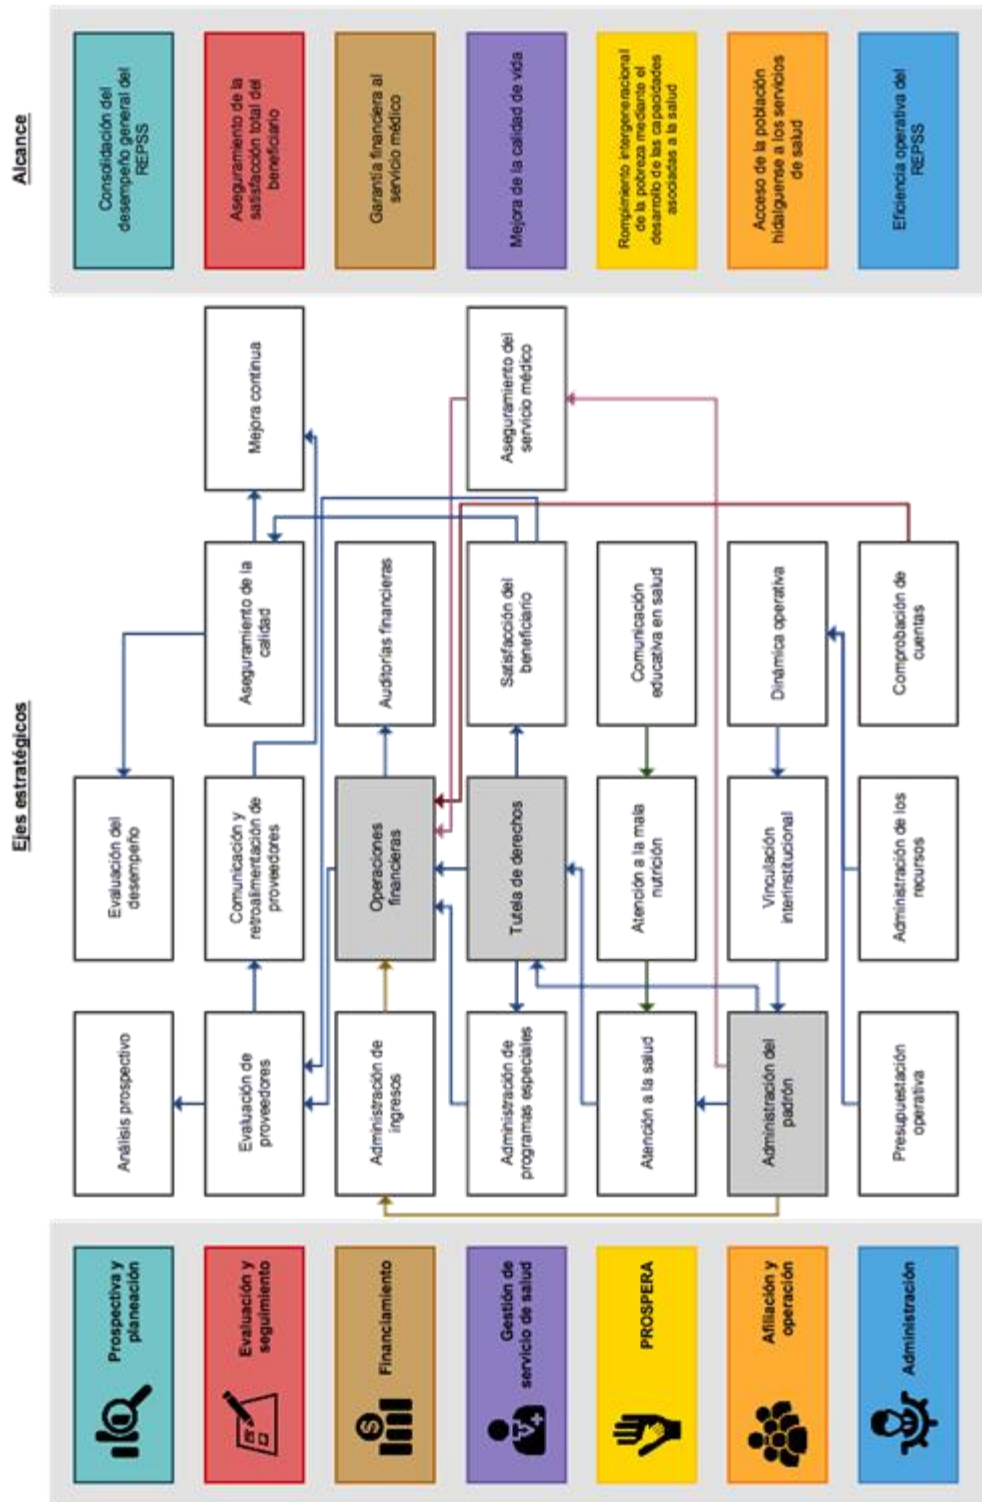 Ejes estratégicos
Alcance
Prospectiva y
planeación
Análisis prospectivo
Evaluación del
desempeño
Consolidación del
desempeño general del
REPSS
Evaluación y
seguimiento
Evaluación de
proveedores
Comunicación y
retroalimentación de
proveedores
Aseguramiento de la
calidad
Mejora continua
Aseguramiento de la
satisfacción total del
beneficiario
Financiamiento
Administración de
ingresos
Operaciones
financieras
Auditorías financieras
Garantía financiera al
servicio médico
Gestión de
servicio de salud
Administración de
programas especiales
Tutela de derechos
Satisfacción del
beneficiario
Aseguramiento del
servicio médico
Mejora de la calidad de vida
PROSPERA
Atención a la salud
Atención a la mala
nutrición
Comunicación
educativa en salud
Rompimiento intergeneracional
de la pobreza mediante el
desarrollo de las capacidades
asociadas a la salud
Afiliación y
operación
Administración del
padrón
Vinculación
interinstitucional
Dinámica operativa
Acceso de la población
hidalguense a los servicios
de salud
Administración
Presupuestación
operativa
Administración de los
recursos
Comprobación de
cuentas
Eficiencia operativa del
REPSS